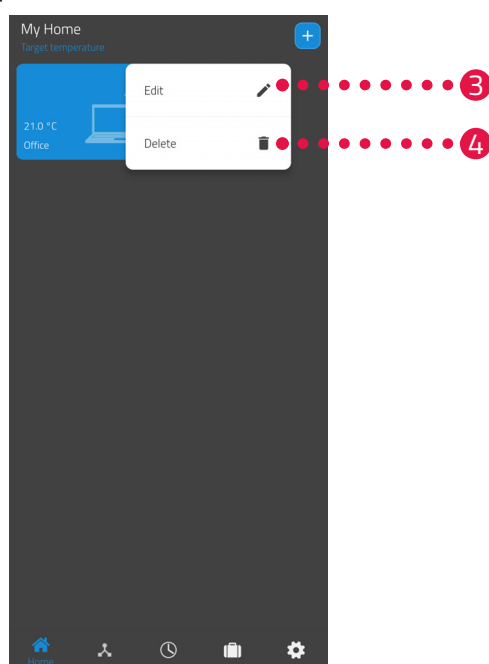 My Home
Target temperature
+
Edit
3
21.0 °C
Office
Delete
4
Home